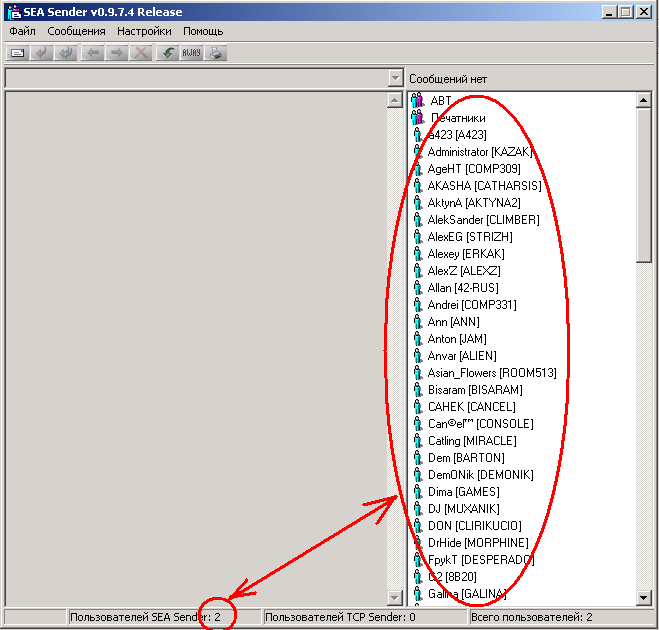 SEA Sender v0.9.7.4 Release
Файл Сообщения Настройки Помощь
AWAY
Сообщений нет
АВТ
Печатники
a423 [A423]
Administrator [KAZAK]
AgeHT [COMP309]
AKASHA [CATHARSIS]
AktynA [AKTYNA2]
AlekSander [CLIMBER]
AlexEG [STRIZH]
Alexey [ERKAK]
Alex'Z [ALEXZ]
Allan [42-RUS]
Andrei [COMP331]
Ann [ANN]
Anton [JAM]
Anvar [ALIEN]
Asian_Flowers [ROOM513]
Bisaram [BISARAM]
CAHEK [CANCEL]
Can©el™ [CONSOLE]
Catling [MIRACLE]
Dem [BARTON]
DemONik [DEMONIK]
Dima [GAMES]
DJ [MUXANIK]
DON [CLIRIKUCIO]
DrHide [MORPHINE]
FpykT [DESPERADO]
G2 [8B20]
Galina [GALINA]
Пользователей SEA Sender: 2 Пользователей TCP Sender: 0 Всего пользователей: 2